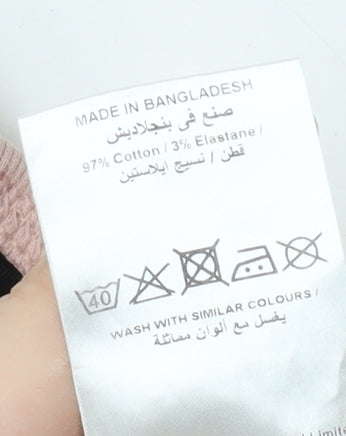 MADE IN BANGLADESH
صنع في بنجلاديش
97% Cotton / 3% Elastane /
قطن / نسيج ايلاستين
40
WASH WITH SIMILAR COLOURS /
يغسل مع الوان مماثلة